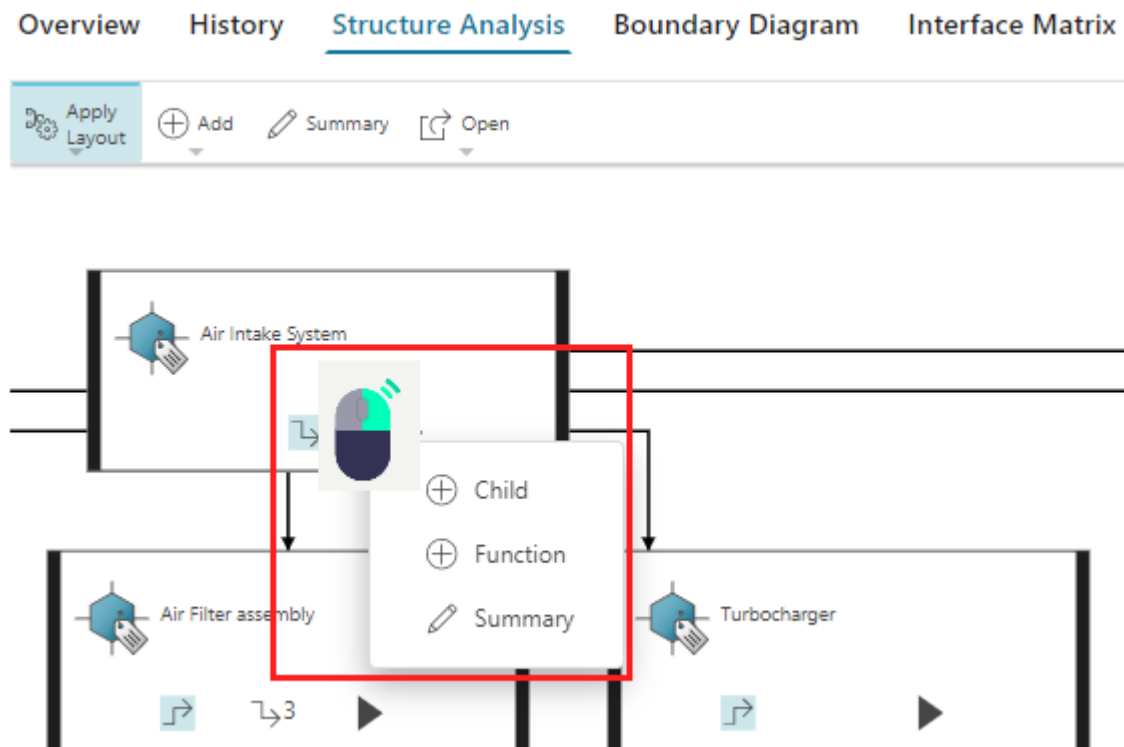 Overview History Structure Analysis Boundary Diagram Interface Matrix
Apply
Layout
Add Summary Open
Air Intake System
Child
Function
Summary
Air Filter assembly
Turbocharger
3